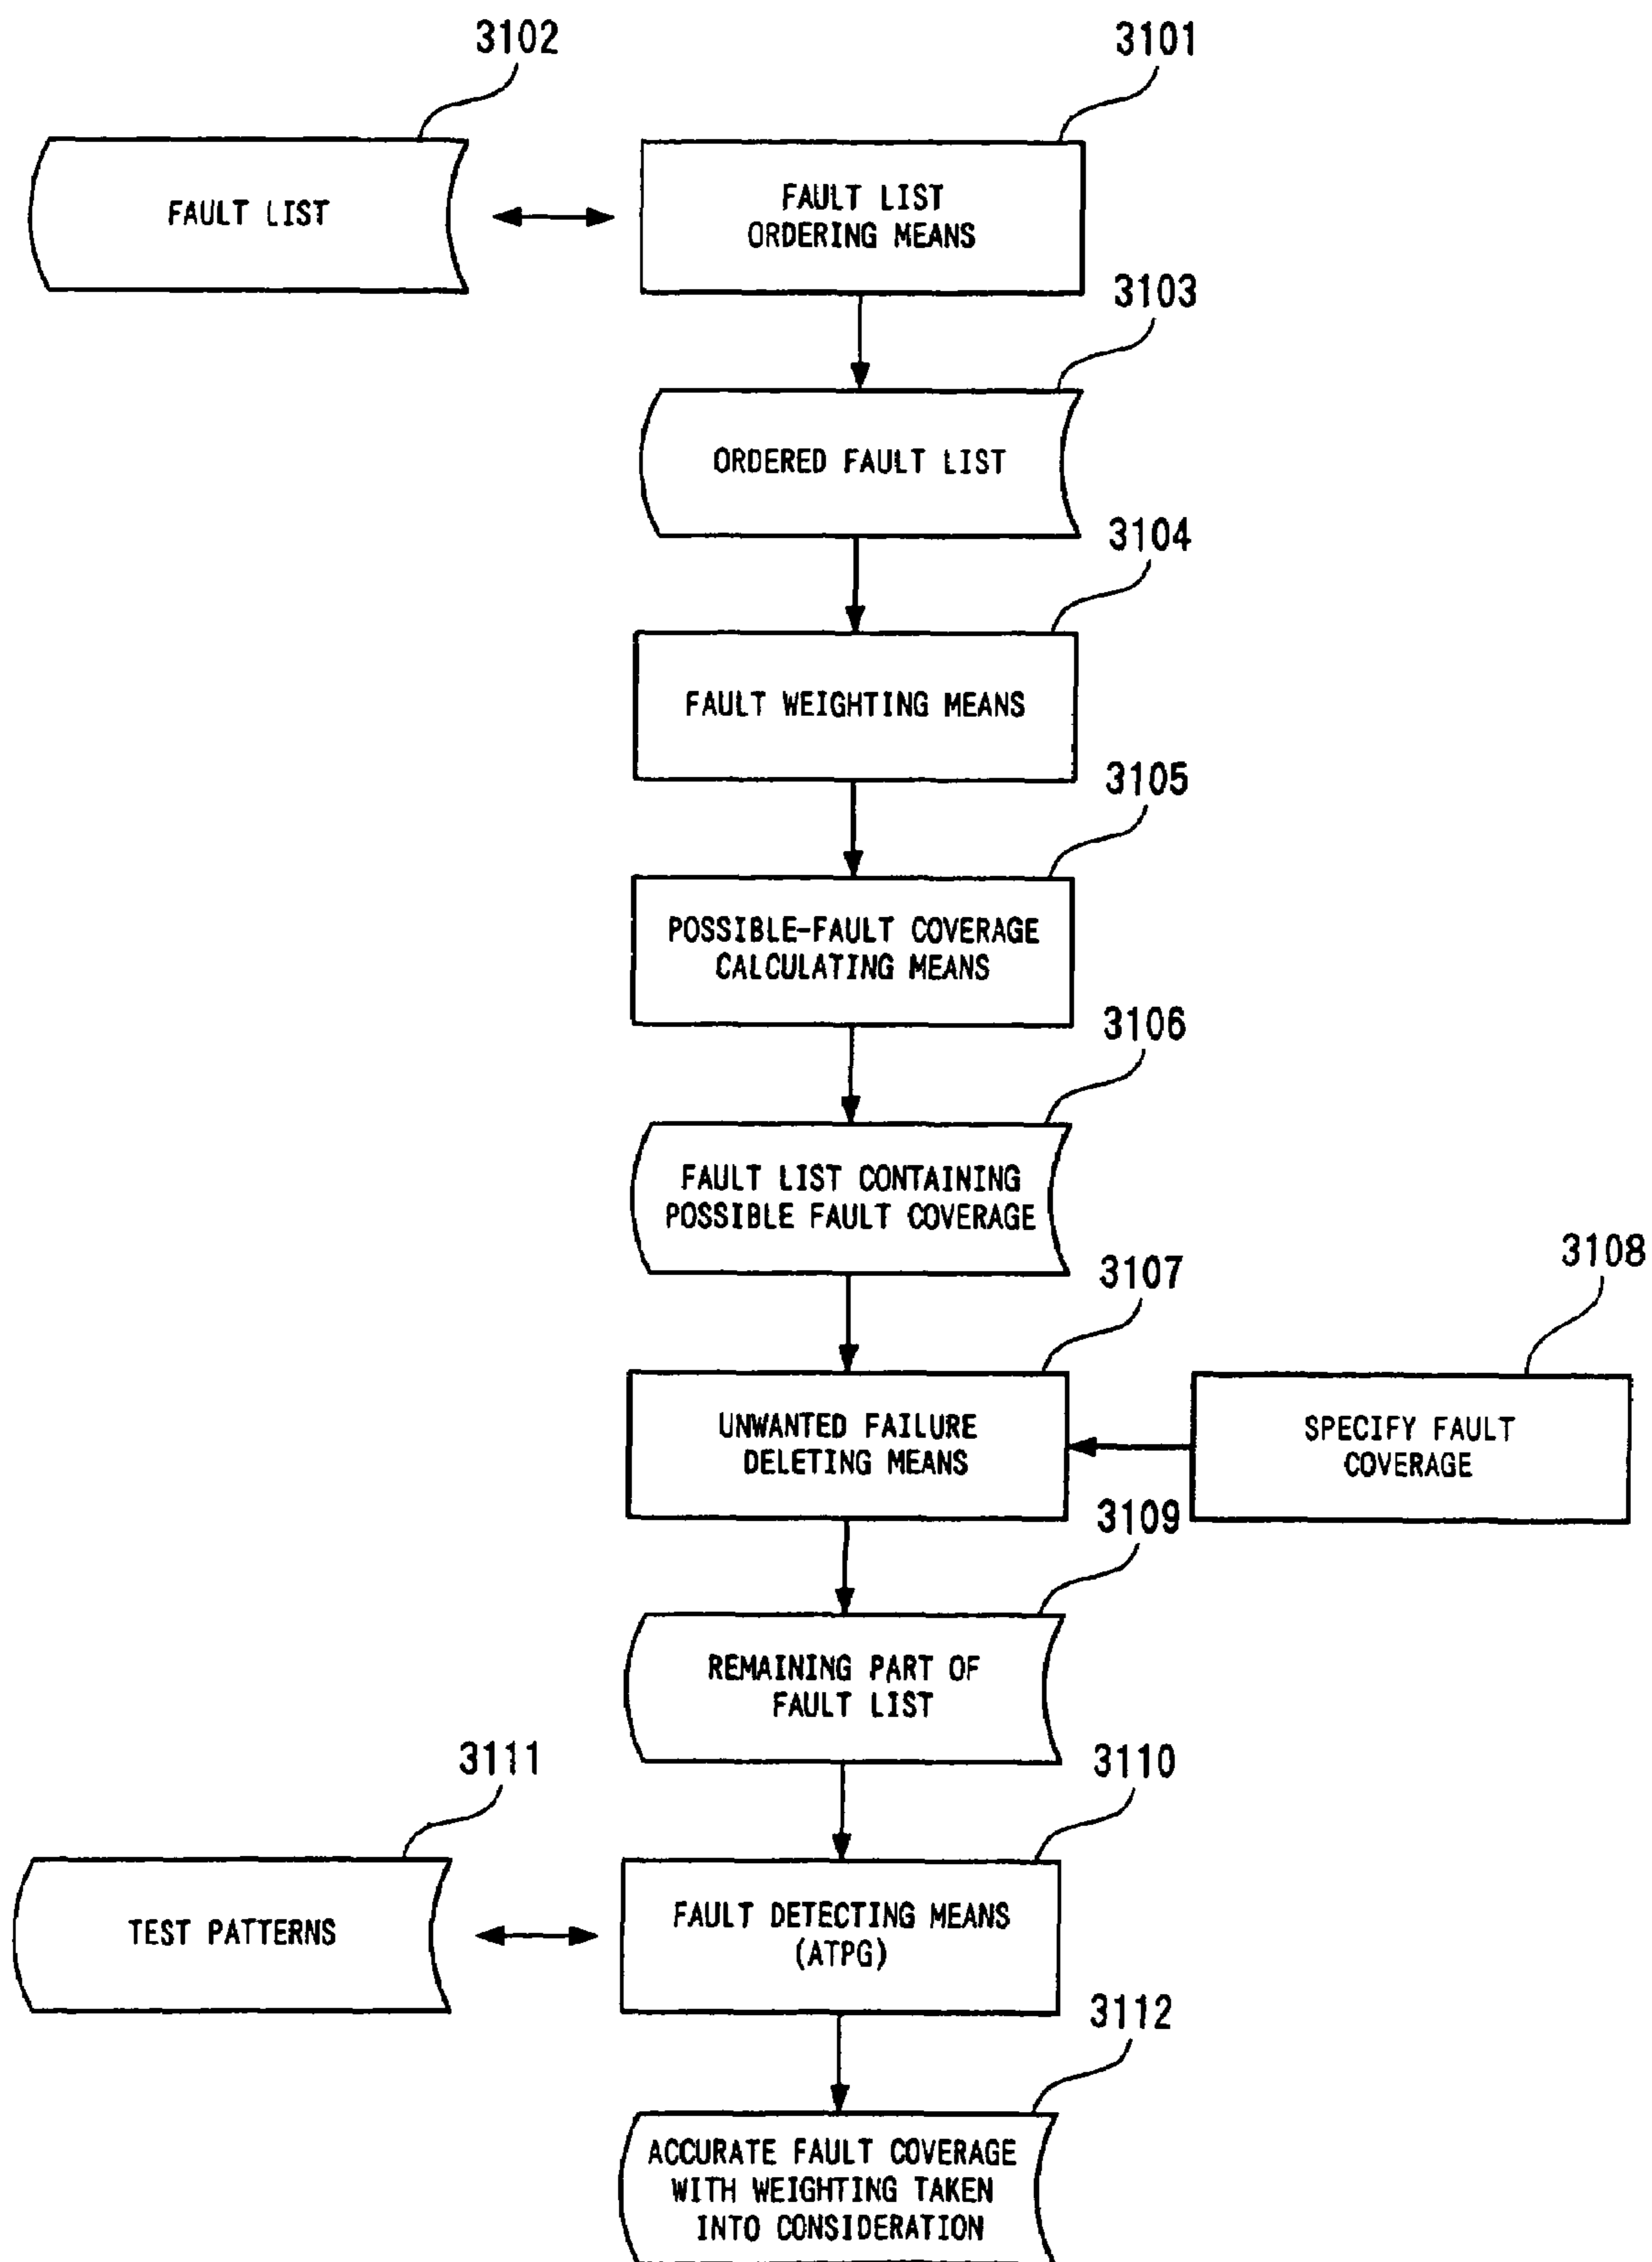 3102
3101
FAULT LIST
FAULT LIST
ORDERING MEANS
3103
ORDERED FAULT LIST
3104
FAULT WEIGHTING MEANS
3105
POSSIBLE-FAULT COVERAGE
CALCULATING MEANS
3106
FAULT LIST CONTAINING
POSSIBLE FAULT COVERAGE
3107
3108
UNWANTED FAILURE
DELETING MEANS
SPECIFY FAULT
COVERAGE
3109
REMAINING PART OF
FAULT LIST
3111
3110
TEST PATTERNS
FAULT DETECTING MEANS
(ATPG)
3112
ACCURATE FAULT COVERAGE
WITH WEIGHTING TAKEN
INTO CONSIDERATION